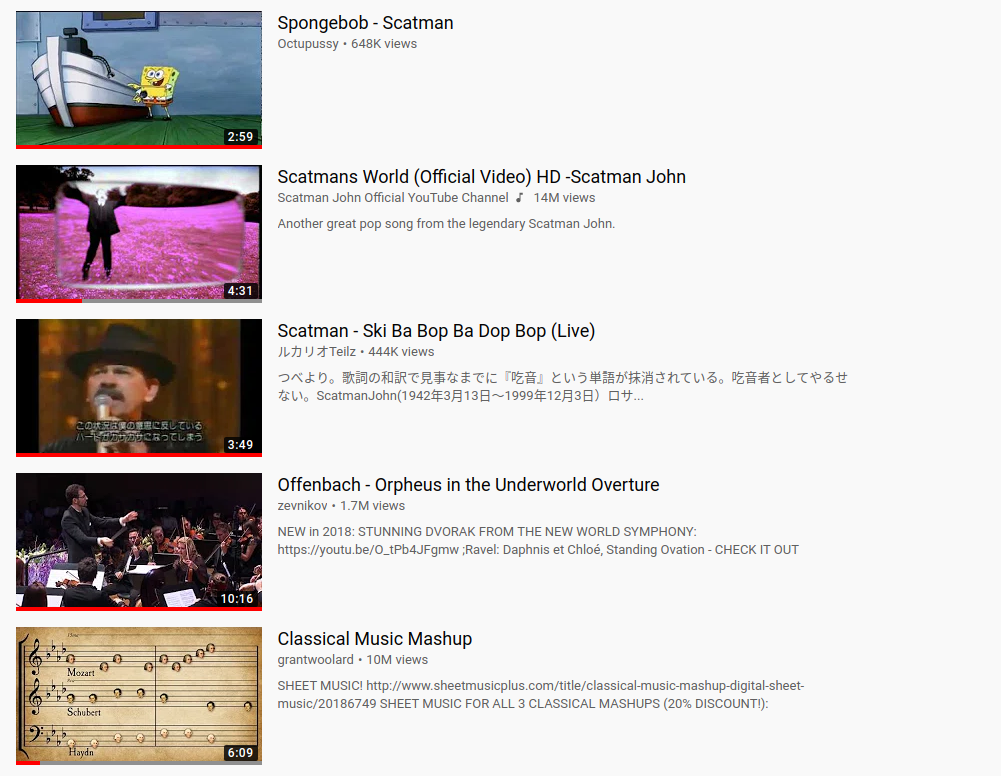 Spongebob - Scatman
Octupussy • 648K views
2:59
Scatmans World (Official Video) HD -Scatman John
Scatman John Official YouTube Channel 14M views
Another great pop song from the legendary Scatman John.
4:31
Scatman - Ski Ba Bop Ba Dop Bop (Live)
ルカリオTeilz • 444K views
つべより。歌詞の和訳で見事なまでに『吃音』という単語が抹消されている。吃音者としてやるせ
ない。ScatmanJohn(1942年3月13日〜1999年12月3日）ロサ...
この状況は僕の意思に反している
ハートがカサカサになってしまう
3:49
Offenbach - Orpheus in the Underworld Overture
zevnikov • 1.7M views
NEW in 2018: STUNNING DVORAK FROM THE NEW WORLD SYMPHONY:
https://youtu.be/O_tPb4JFgmw ;Ravel: Daphnis et Chloé, Standing Ovation - CHECK IT OUT
10:16
Classical Music Mashup
grantwoolard • 10M views
SHEET MUSIC! http://www.sheetmusicplus.com/title/classical-music-mashup-digital-sheet-
music/20186749 SHEET MUSIC FOR ALL 3 CLASSICAL MASHUPS (20% DISCOUNT!):
Mozart
Schubert
Haydn
6:09